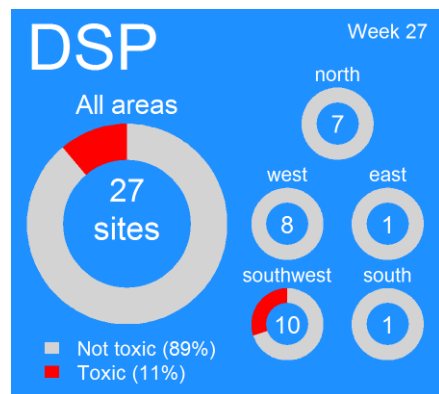 DSP
Week 27
All areas
27
sites
north
7
west
8
east
1
southwest
10
south
1
Not toxic (89%)
Toxic (11%)